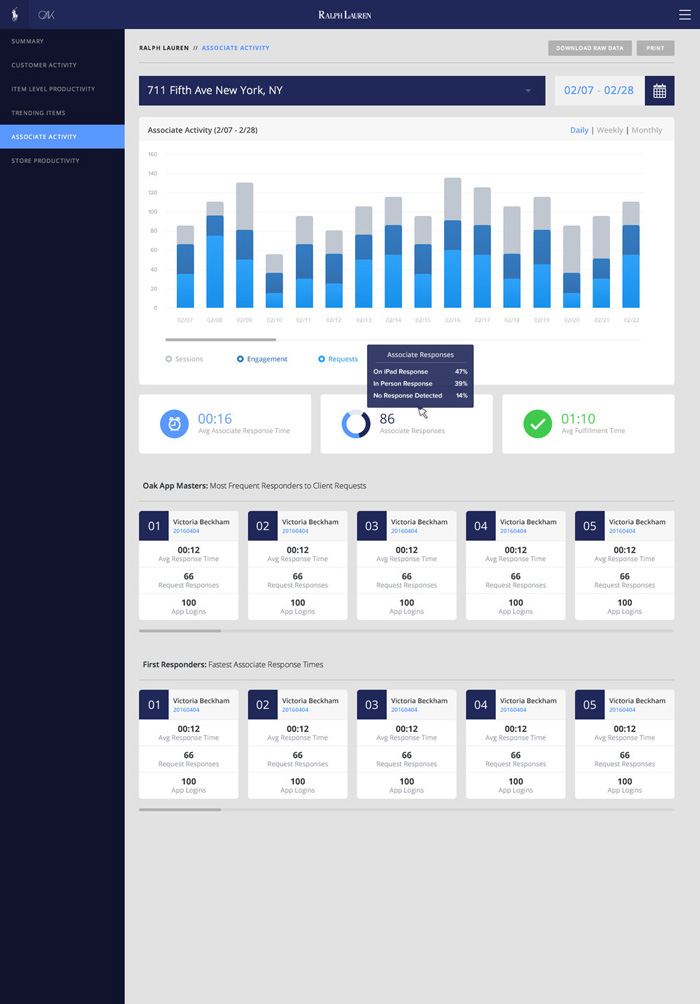 OAK
RALPH LAUREN
SUMMARY
CUSTOMER ACTIVITY
ITEM LEVEL PRODUCTIVITY
TRENDING ITEMS
ASSOCIATE ACTIVITY
STORE PRODUCTIVITY
RALPH LAUREN // ASSOCIATE ACTIVITY
DOWNLOAD RAW DATA
PRINT
711 Fifth Ave New York, NY
02/07 - 02/28
Associate Activity (2/07 - 2/28)
Daily | Weekly | Monthly
160
140
120
100
80
60
40
20
0
02/07 02/08 02/09 02/10 02/11 02/12 02/13 02/14 02/15 02/16 02/17 02/18 02/19 02/20 02/21 02/22
Sessions
Engagement
Requests
Associate Responses
On iPad Response 47%
In Person Response 39%
No Response Detected 14%
00:16
Avg Associate Response Time
86
Associate Responses
01:10
Avg Fulfillment Time
Oak App Masters: Most Frequent Responders to Client Requests
01
Victoria Beckham
20160404
00:12
Avg Response Time
66
Request Responses
100
App Logins
02
Victoria Beckham
20160404
00:12
Avg Response Time
66
Request Responses
100
App Logins
03
Victoria Beckham
20160404
00:12
Avg Response Time
66
Request Responses
100
App Logins
04
Victoria Beckham
20160404
00:12
Avg Response Time
66
Request Responses
100
App Logins
05
Victoria Beckham
20160404
00:12
Avg Response Time
66
Request Responses
100
App Logins
First Responders: Fastest Associate Response Times
01
Victoria Beckham
20160404
00:12
Avg Response Time
66
Request Responses
100
App Logins
02
Victoria Beckham
20160404
00:12
Avg Response Time
66
Request Responses
100
App Logins
03
Victoria Beckham
20160404
00:12
Avg Response Time
66
Request Responses
100
App Logins
04
Victoria Beckham
20160404
00:12
Avg Response Time
66
Request Responses
100
App Logins
05
Victoria Beckham
20160404
00:12
Avg Response Time
66
Request Responses
100
App Logins